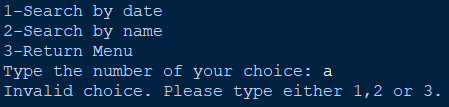 1-Search by date
2-Search by name
3-Return Menu
Type the number of your choice: a
Invalid choice. Please type either 1,2 or 3.